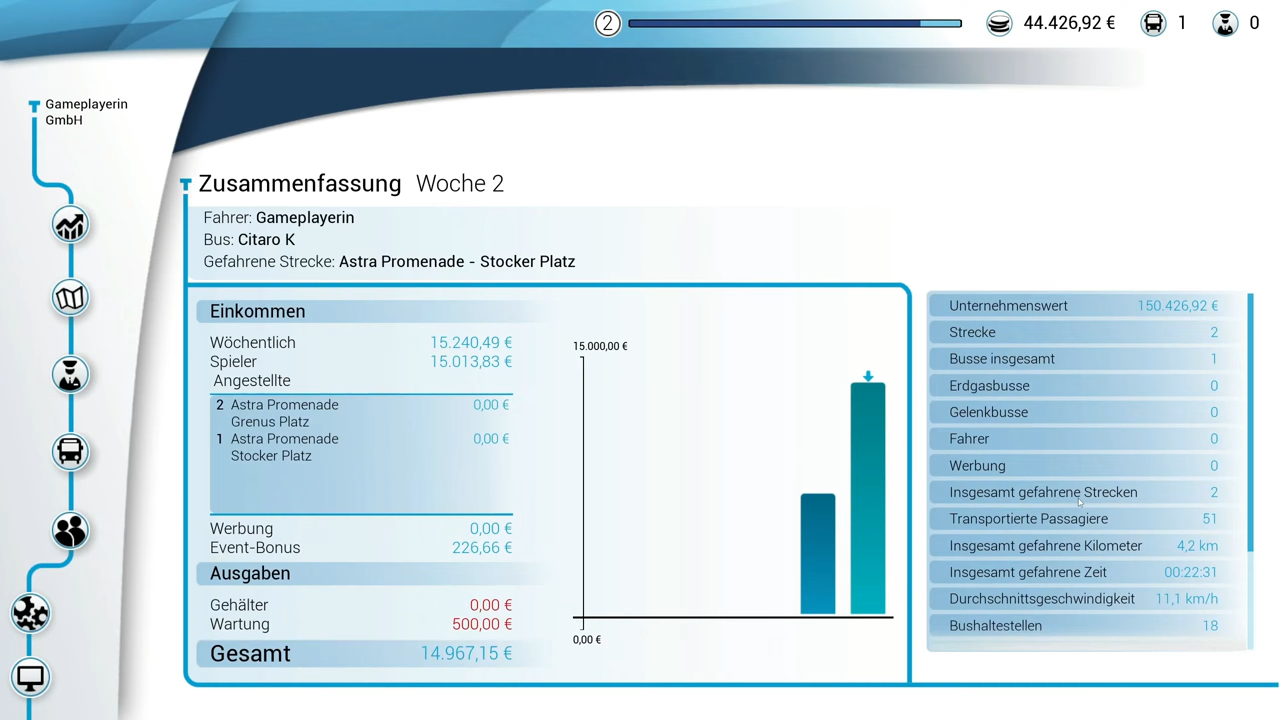 2
44.426,92 €
1
0
Gameplayerin
GmbH
Zusammenfassung Woche 2
Fahrer: Gameplayerin
Bus: Citaro K
Gefahrene Strecke: Astra Promenade - Stocker Platz
Einkommen
Wöchentlich 15.240,49 €
Spieler 15.013,83 €
Angestellte
2 Astra Promenade 0,00 €
Grenus Platz
1 Astra Promenade 0,00 €
Stocker Platz
Werbung 0,00 €
Event-Bonus 226,66 €
Ausgaben
Gehälter 0,00 €
Wartung 500,00 €
Gesamt 14.967,15 €
15.000,00 €
0,00 €
Unternehmenswert 150.426,92 €
Strecke 2
Busse insgesamt 1
Erdgasbusse 0
Gelenkbusse 0
Fahrer 0
Werbung 0
Insgesamt gefahrene Strecken 2
Transportierte Passagiere 51
Insgesamt gefahrene Kilometer 4,2 km
Insgesamt gefahrene Zeit 00:22:31
Durchschnittsgeschwindigkeit 11,1 km/h
Bushaltestellen 18